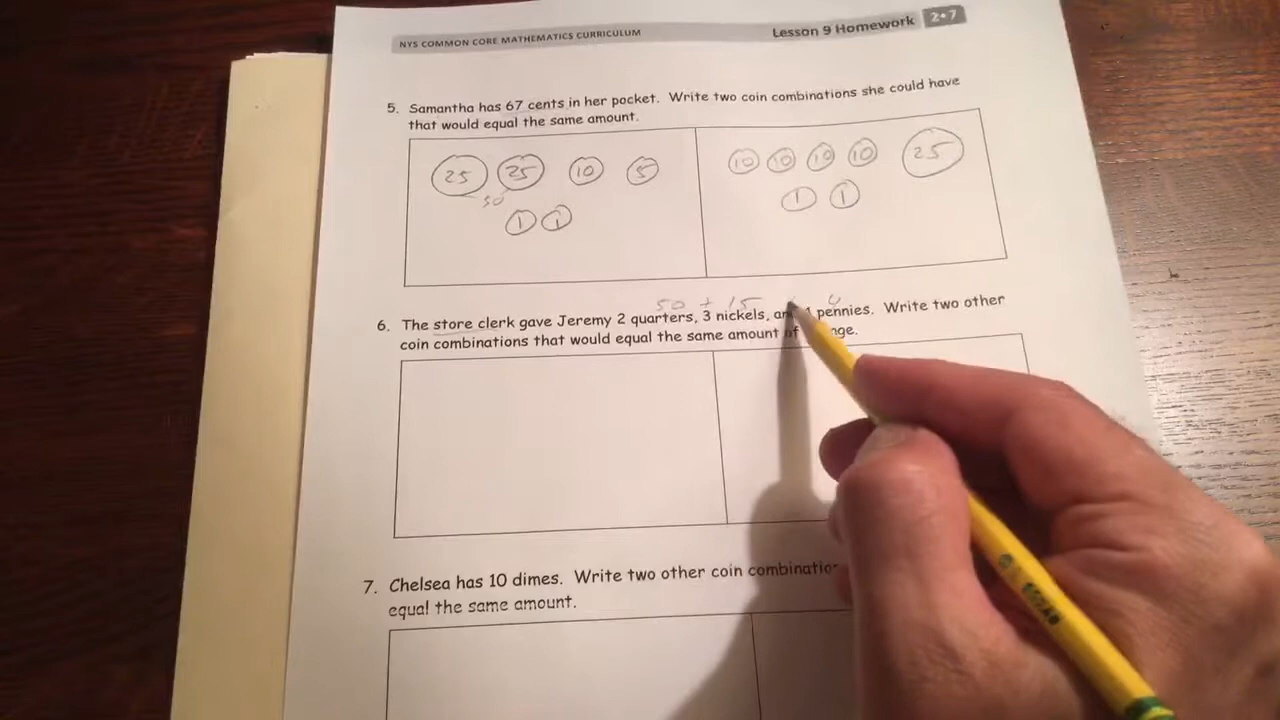 NYS COMMON CORE MATHEMATICS CURRICULUM
Lesson 9 Homework 2•7
5. Samantha has 67 cents in her pocket. Write two coin combinations she could have
that would equal the same amount.
25 25 10 5
50
1 1
10 10 10 10 25
1 1
50 + 15 4
6. The store clerk gave Jeremy 2 quarters, 3 nickels, pennies. Write two other
coin combinations that would equal the same amount
7. Chelsea has 10 dimes. Write two other coin
equal the same amount.